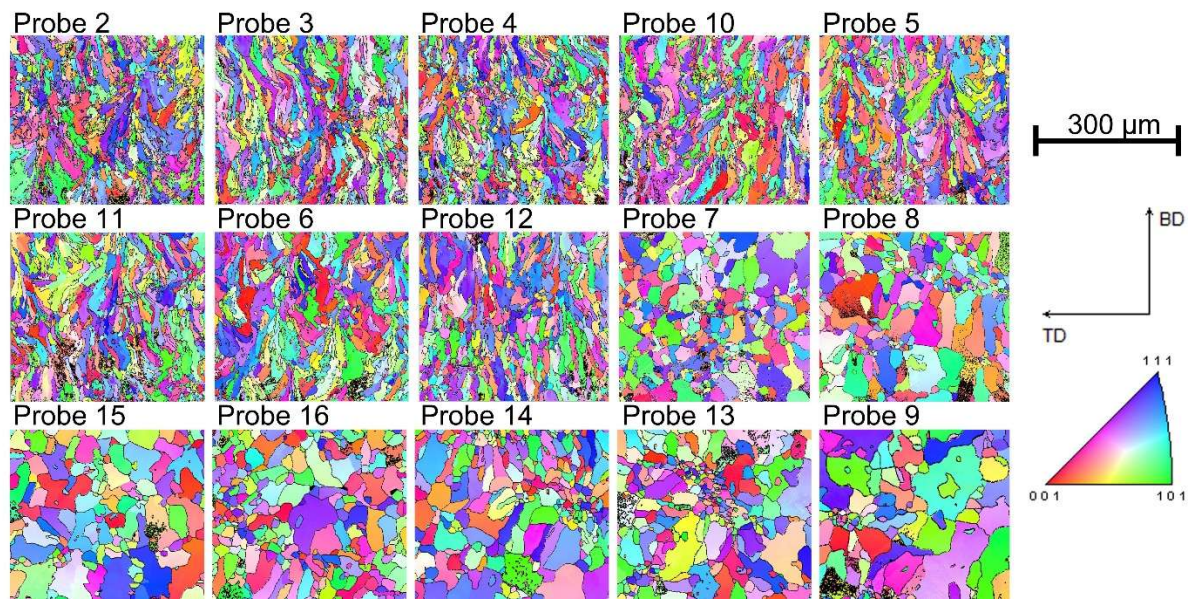 Probe 2
Probe 3
Probe 4
Probe 10
Probe 5
300 µm
Probe 11
Probe 6
Probe 12
Probe 7
Probe 8
BD
TD
Probe 15
Probe 16
Probe 14
Probe 13
Probe 9
1 1 1
0 0 1
1 0 1